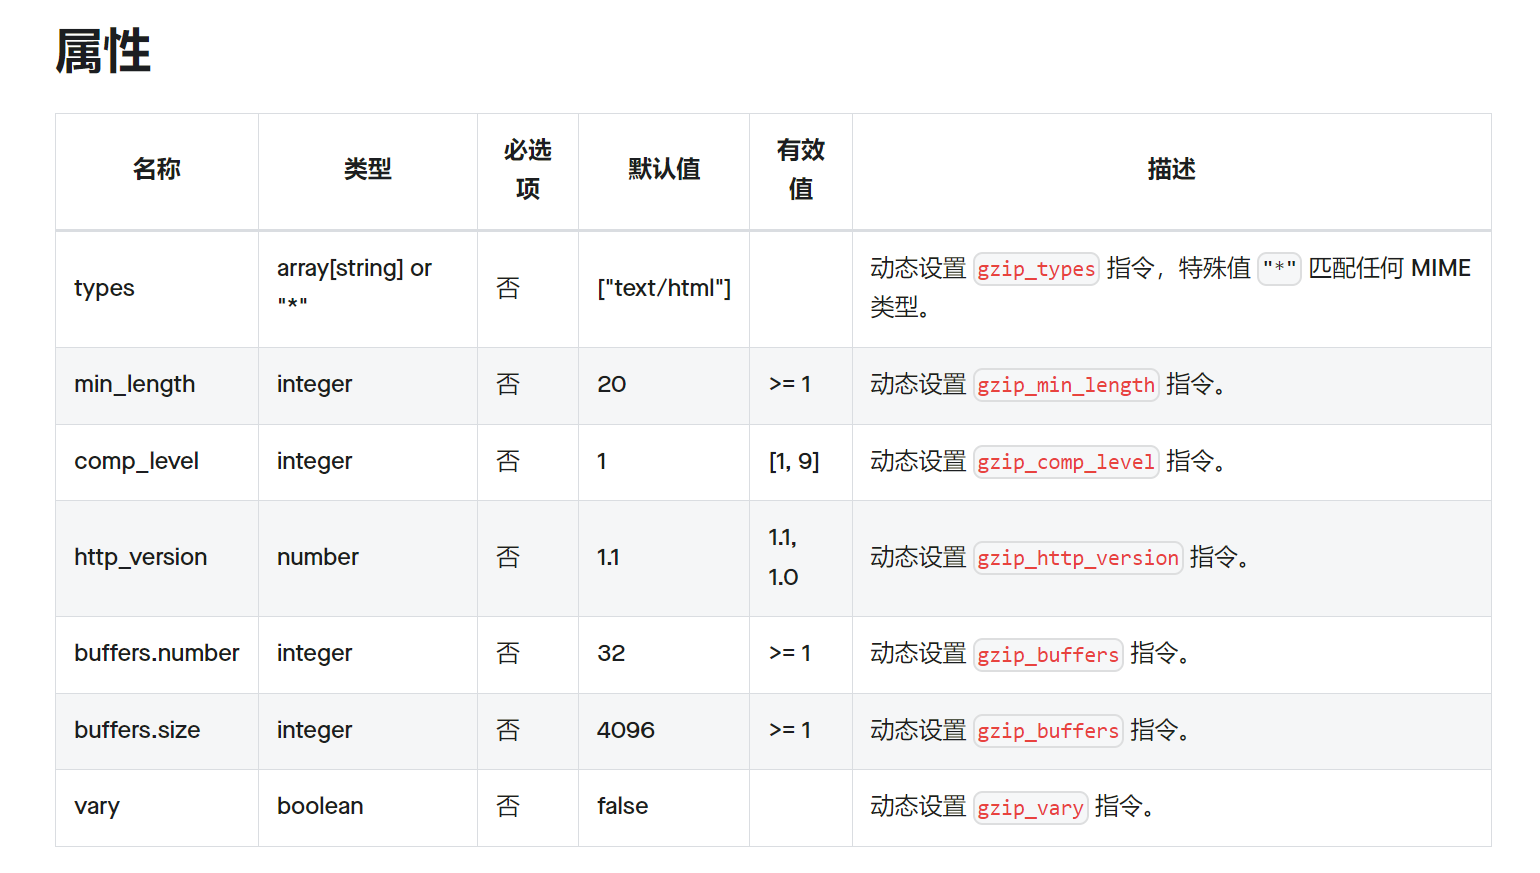 属性
名称 类型 必选项 默认值 有效值 描述
types array[string] or "*" 否 ["text/html"] 动态设置 gzip_types 指令，特殊值 "*" 匹配任何 MIME 类型。
min_length integer 否 20 >= 1 动态设置 gzip_min_length 指令。
comp_level integer 否 1 [1, 9] 动态设置 gzip_comp_level 指令。
http_version number 否 1.1 1.1, 1.0 动态设置 gzip_http_version 指令。
buffers.number integer 否 32 >= 1 动态设置 gzip_buffers 指令。
buffers.size integer 否 4096 >= 1 动态设置 gzip_buffers 指令。
vary boolean 否 false 动态设置 gzip_vary 指令。